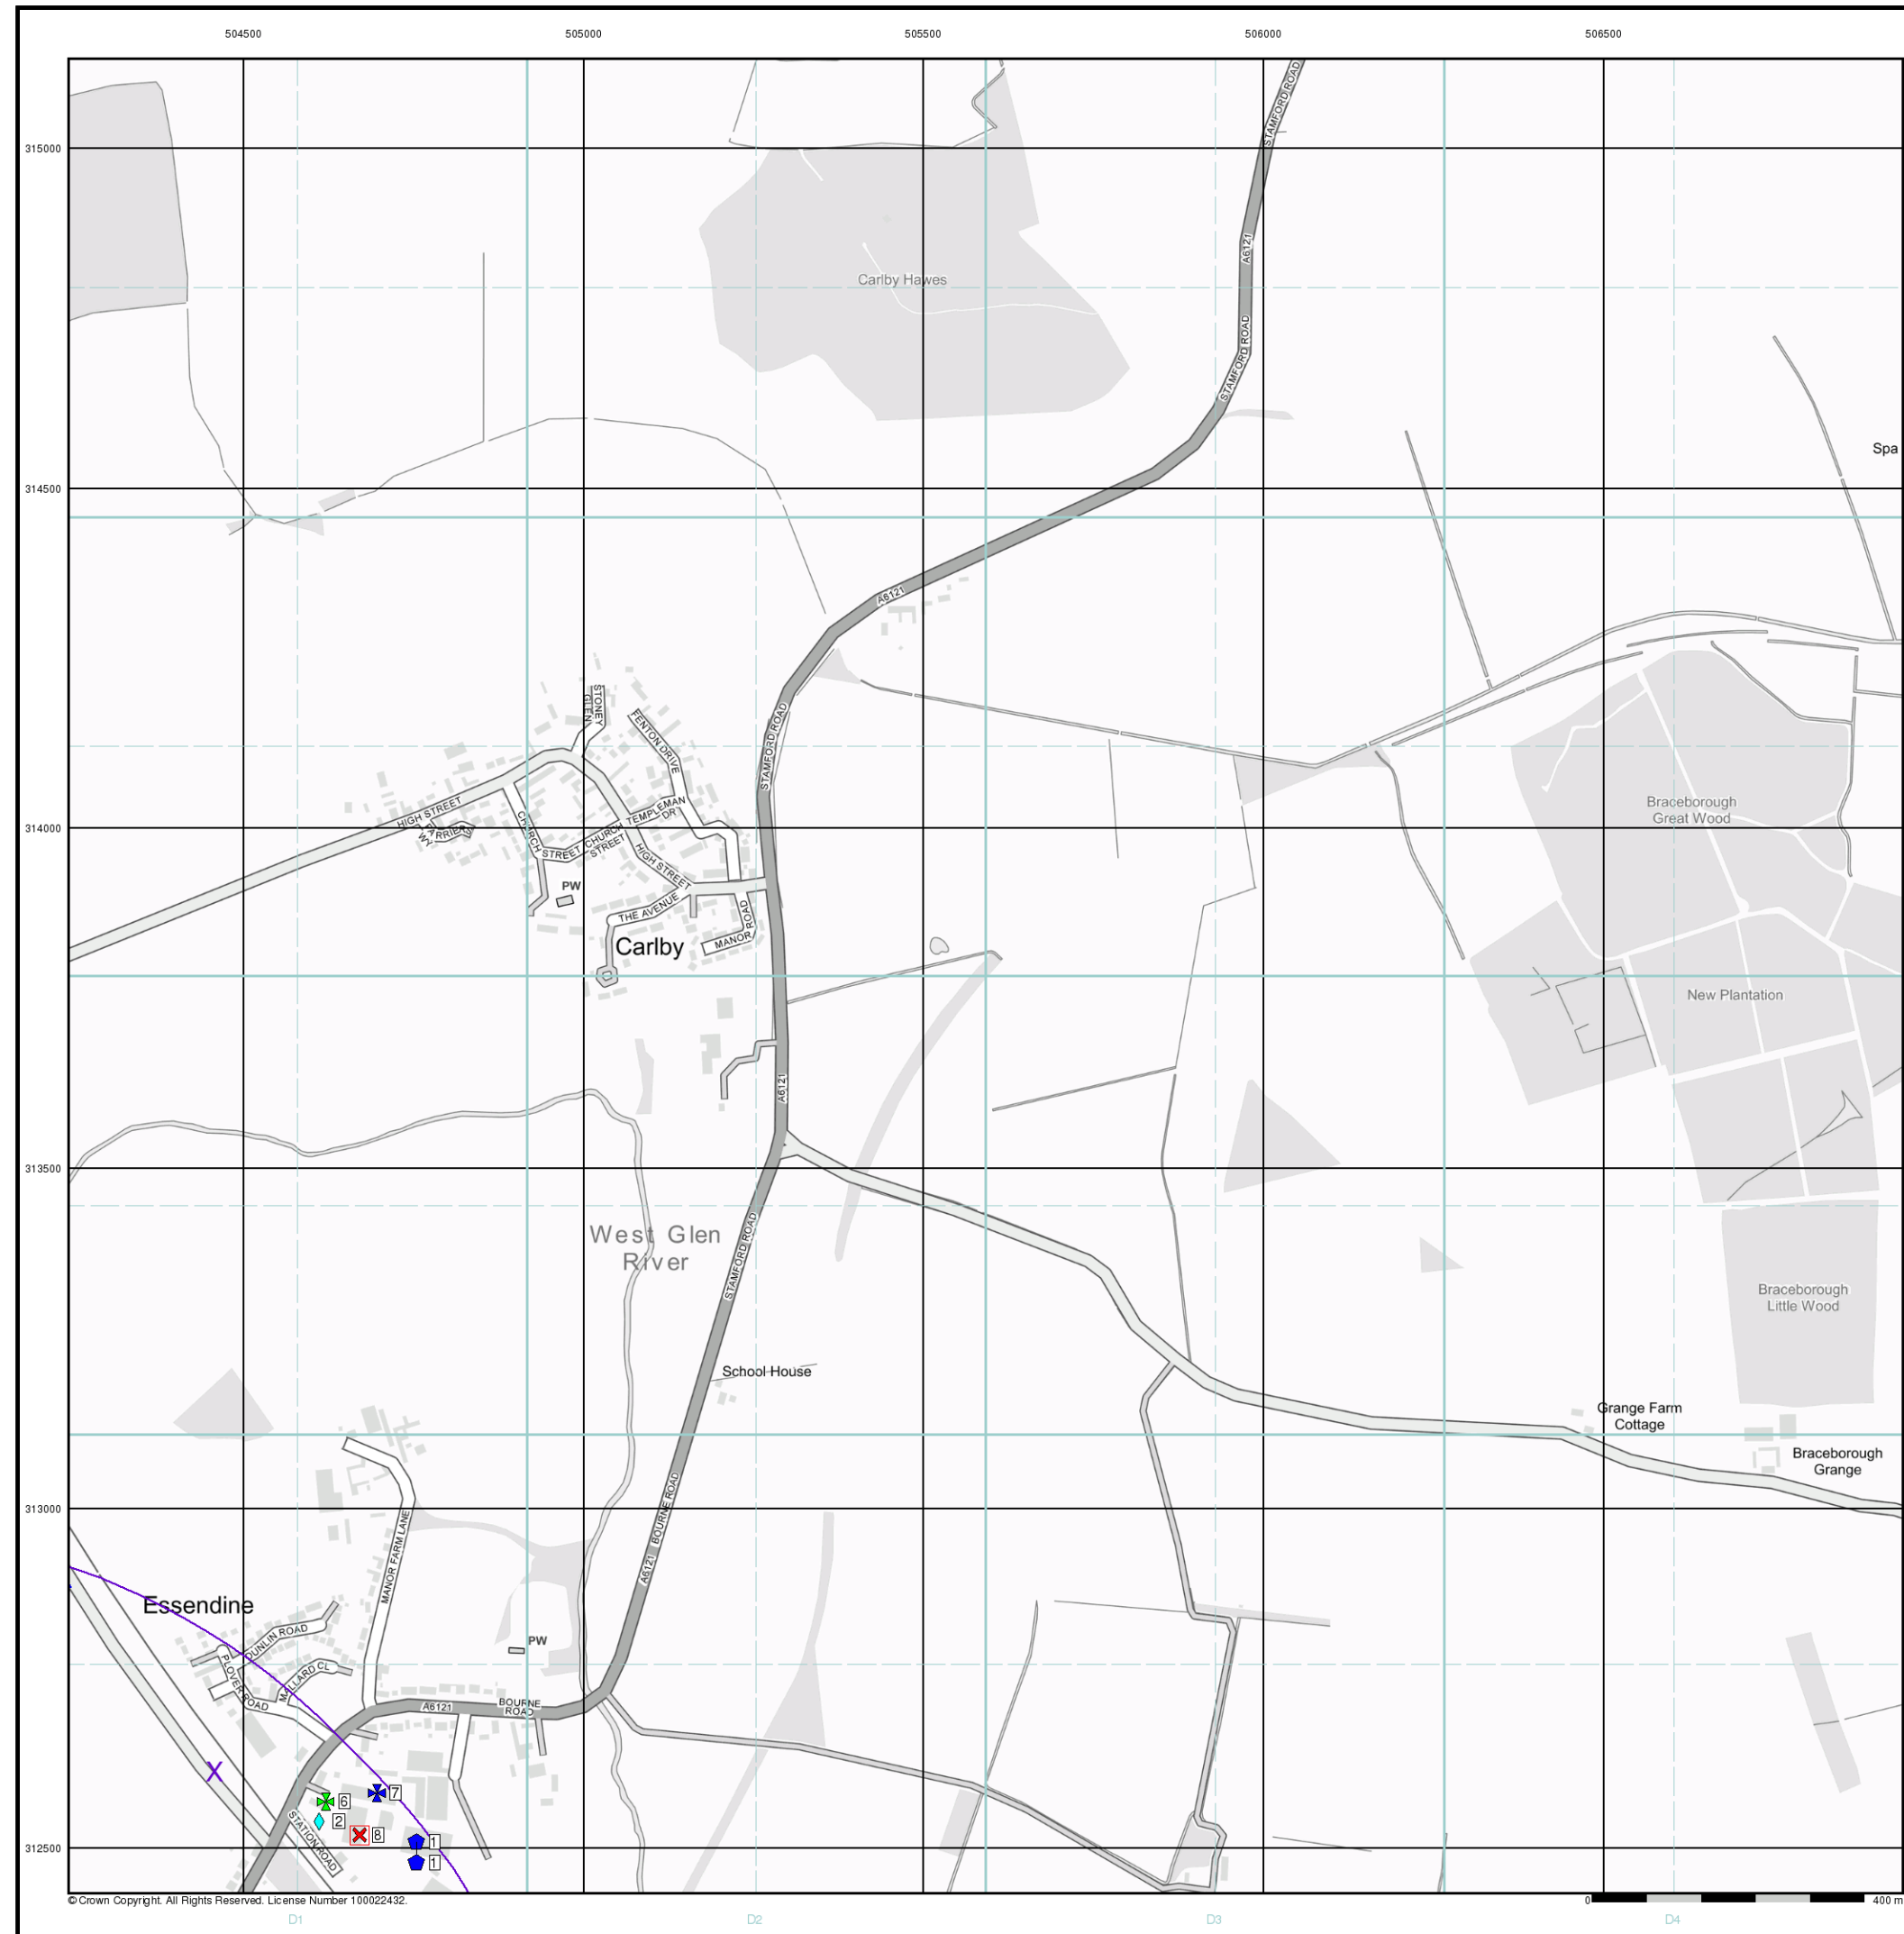 504500 505000 505500 506000 506500
315000
STAMFORD ROAD
A6121
Carlby Hawes
STAMFORD ROAD
Spa
314500
A6121
STONEY
GLEN
FENTON DRIVE
STAMFORD ROAD
HIGH STREET
FARRIERS
WY
CHURCH
STREET
CHURCH
STREET
TEMPLEMAN
DR
HIGH STREET
314000
Braceborough
Great Wood
PW
THE AVENUE
MANOR ROAD
Carlby
New Plantation
A6121
313500
West Glen
River
STAMFORD ROAD
Braceborough
Little Wood
School House
Grange Farm
Cottage
Braceborough
Grange
313000
BOURNE ROAD
A6121
MANOR FARM LANE
Essendine
DUNLIN ROAD
PW
PLOVER ROAD
MALLARD CL
A6121
BOURNE
ROAD
7
6
2
8
1
1
STATION ROAD
312500
© Crown Copyright. All Rights Reserved. License Number 100022432.
0 400 m
D1 D2 D3 D4